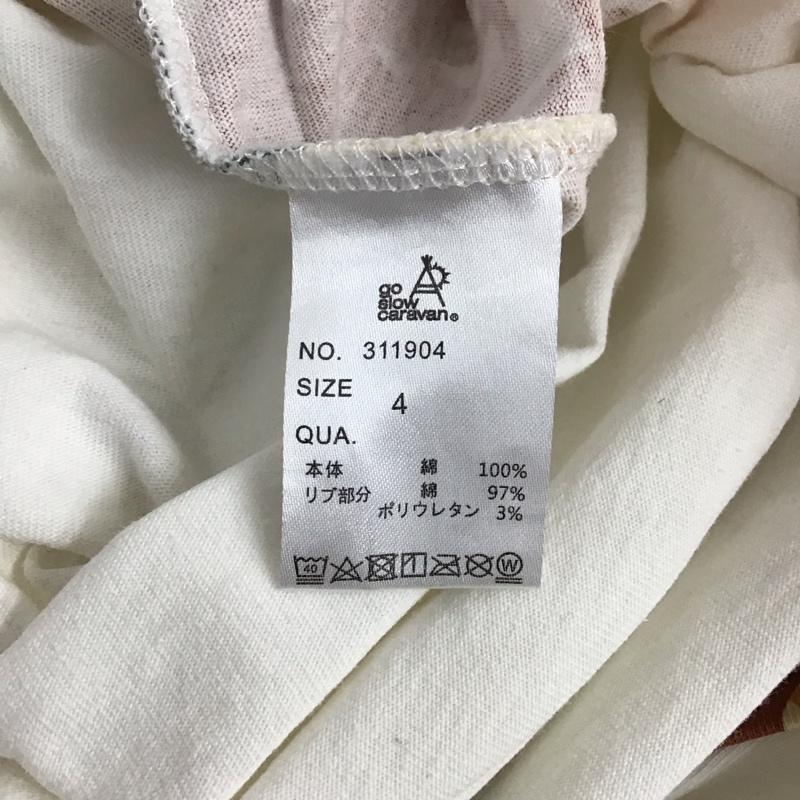 go
slow
caravan®
NO. 311904
SIZE
4
QUA.
本体 綿 100%
リブ部分 綿 97%
ポリウレタン 3%
40
W